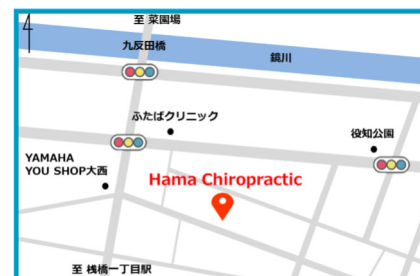 至 菜園場
九反田橋
鏡川
ふたばクリニック
役知公園
YAMAHA
YOU SHOP大西
Hama Chiropractic
至 桟橋一丁目駅